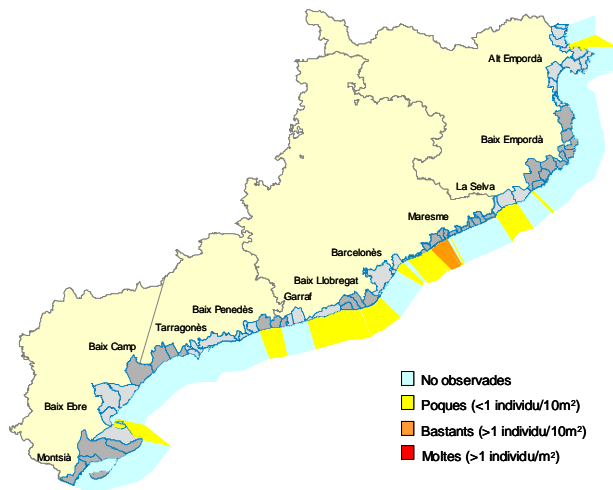 Alt Empordà
Baix Empordà
La Selva
Maresme
Barcelonès
Baix Llobregat
Garraf
Baix Penedès
Tarragonès
Baix Camp
Baix Ebre
Montsià
No observades
Poques (<1 individu/10m²)
Bastants (>1 individu/10m²)
Moltes (>1 individu/m²)